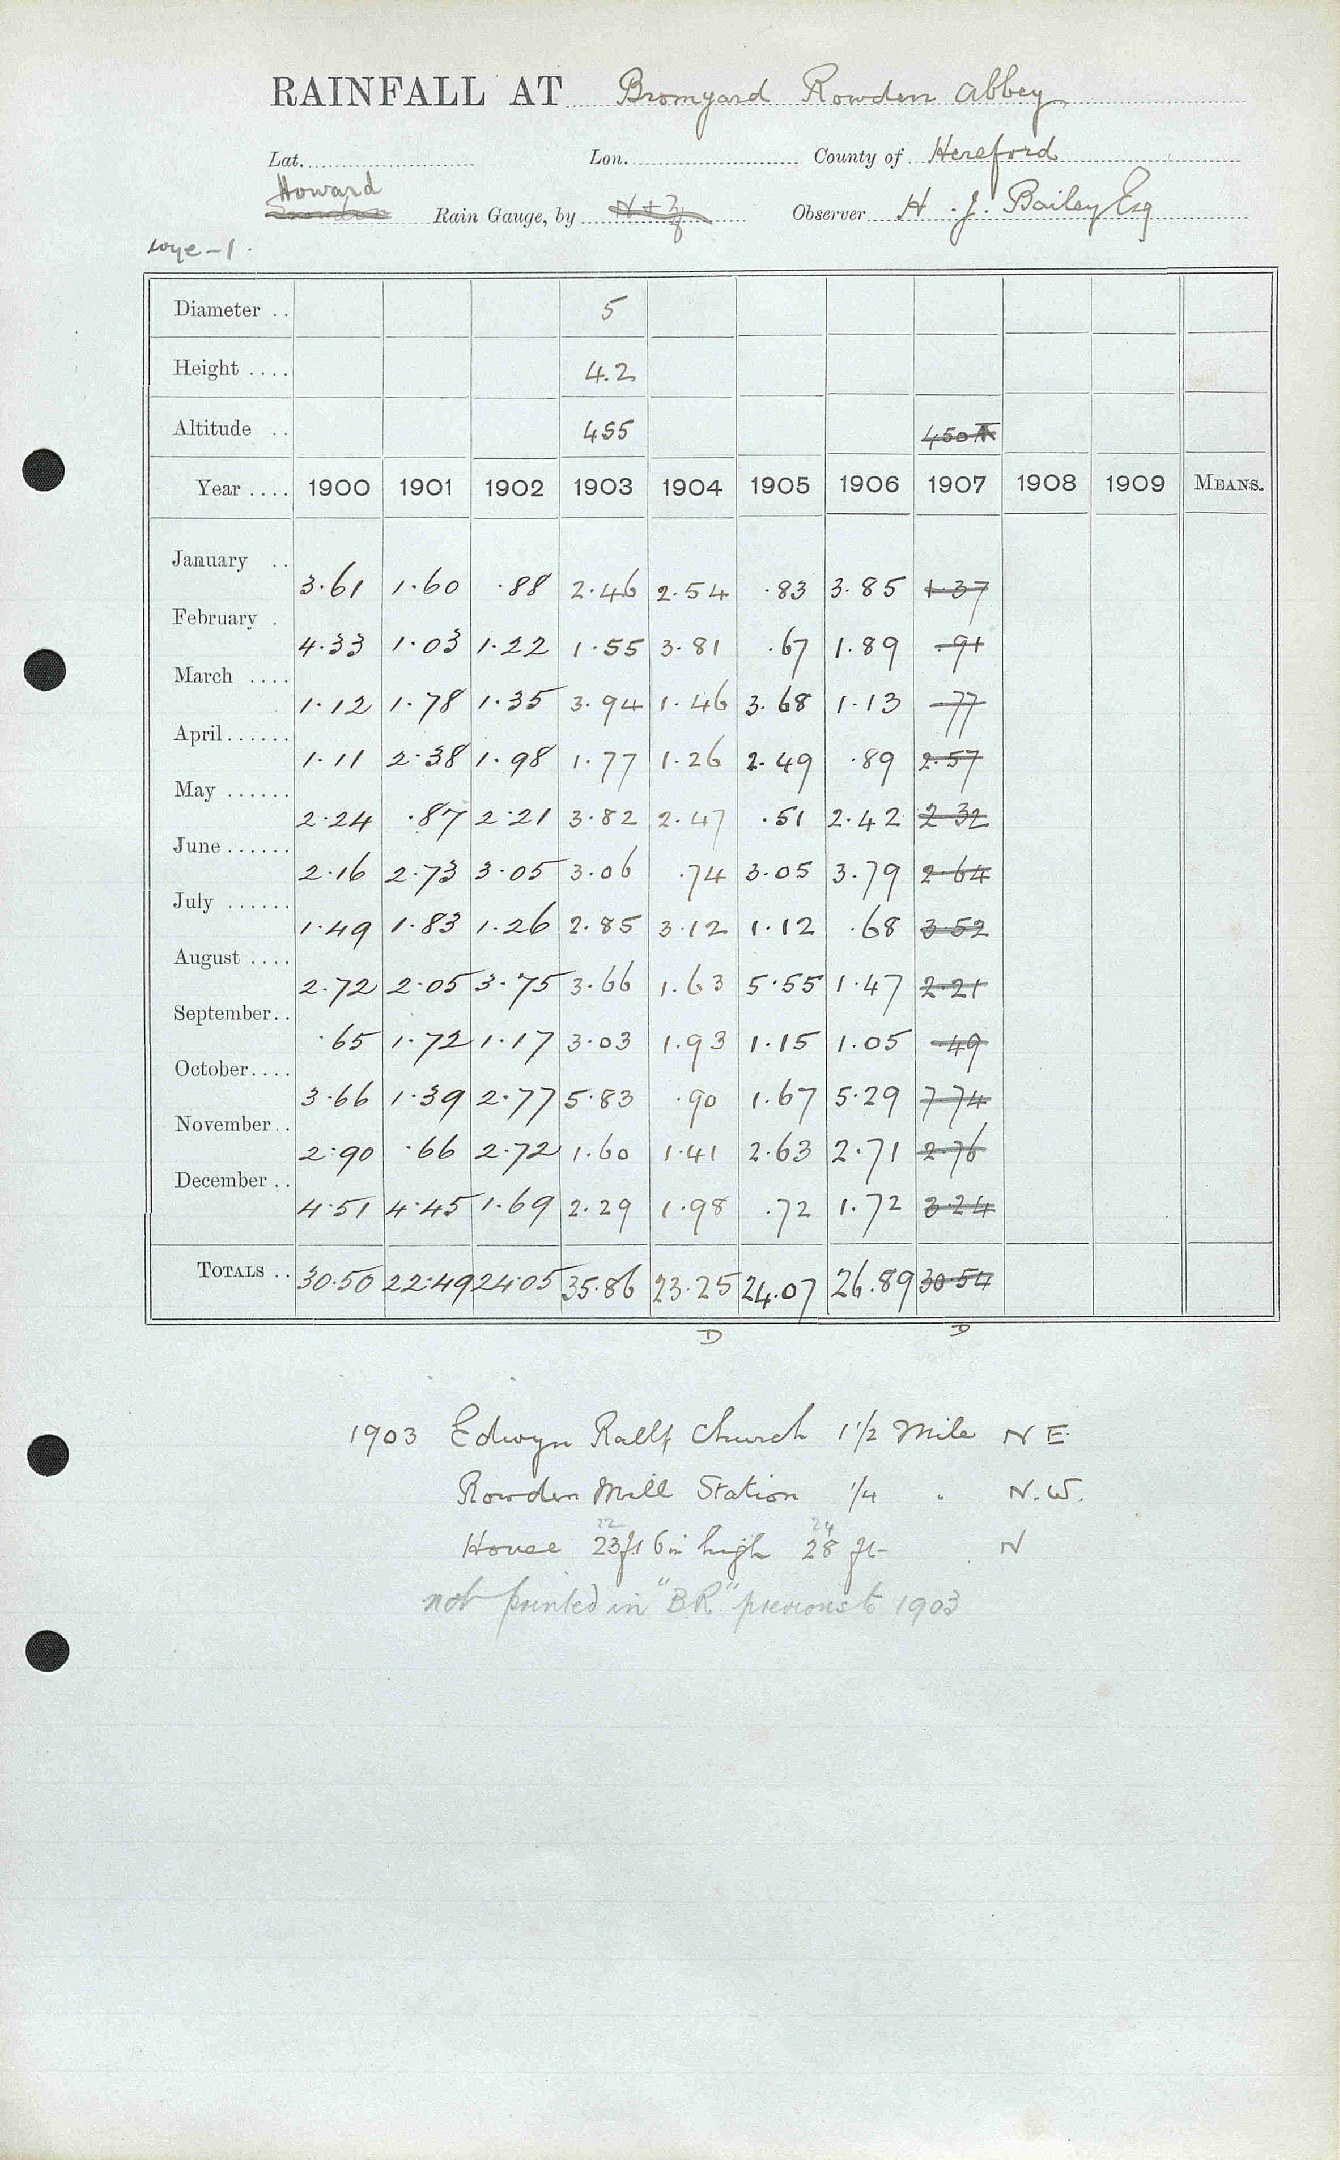 RAINFALL AT Bromyard Rowden Abbey
Lat. Lon. County of Hereford
Howard
Snowdon Rain Gauge, by N & Z Observer H. J. Bailey Esq
Wye-1.
Diameter .. 5
Height .... 4.2
Altitude .. 455 450 ft
Year .... 1900 1901 1902 1903 1904 1905 1906 1907 1908 1909 MEANS.
January .. 3.61 1.60 .88 2.46 2.54 .83 3.85 1.37
February . 4.33 1.03 1.22 1.55 3.81 .67 1.89 .91
March .... 1.12 1.78 1.35 3.94 1.46 3.68 1.13 .77
April...... 1.11 2.38 1.98 1.77 1.26 2.49 .89 2.57
May ...... 2.24 .87 2.21 3.82 2.47 .51 2.42 2.32
June...... 2.16 2.73 3.05 3.06 .74 3.05 3.79 2.64
July ...... 1.49 1.83 1.26 2.85 3.12 1.12 .68 3.52
August .... 2.72 2.05 3.75 3.66 1.63 5.55 1.47 2.21
September.. .65 1.72 1.17 3.03 1.93 1.15 1.05 .49
October.... 3.66 1.39 2.77 5.83 .90 1.67 5.29 7.74
November.. 2.90 .66 2.72 1.60 1.41 2.63 2.71 2.76
December .. 4.51 4.45 1.69 2.29 1.98 .72 1.72 3.24
TOTALS .. 30.50 22.49 24.05 35.86 23.25 24.07 26.89 30.54
D D
1903 Edwyn Ralf Church 1 1/2 Mile N E.
Rowden Mill Station 1/4 " N.W.
22 24
House 23ft 6in high 28 ft N
not printed in "B.R." previous to 1903